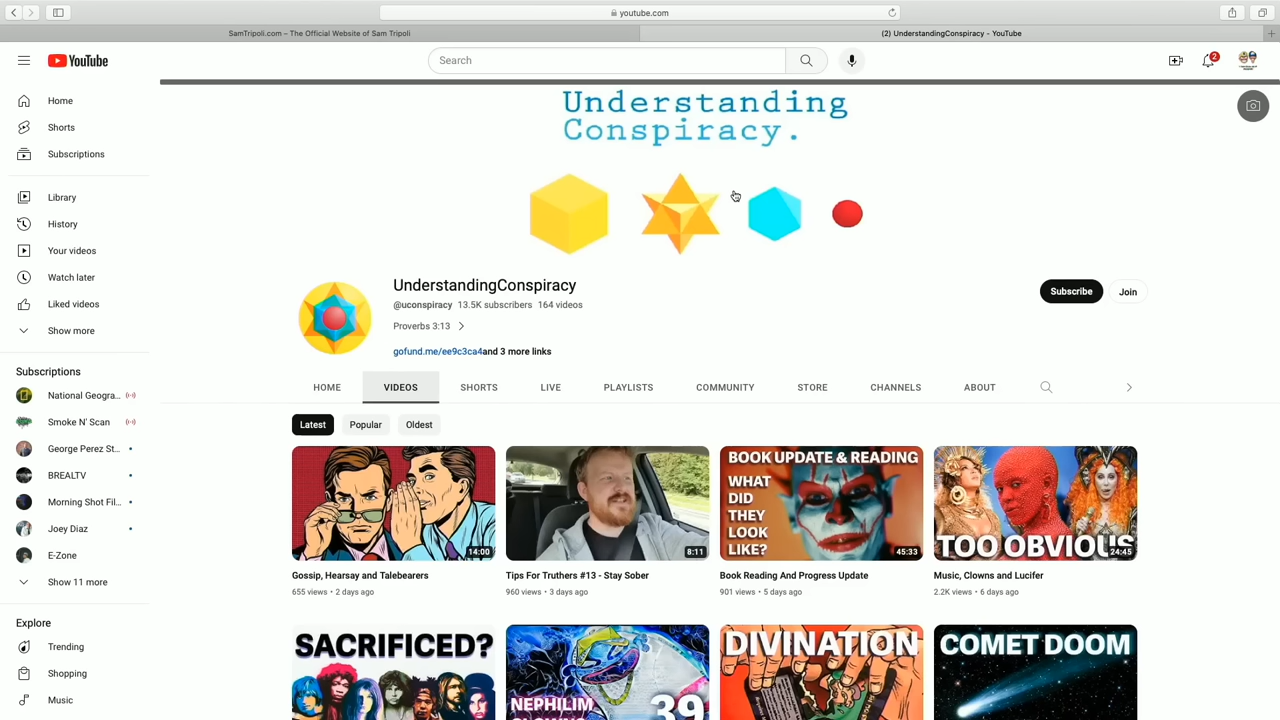 youtube.com
SamTripoli.com – The Official Website of Sam Tripoli
(2) UnderstandingConspiracy - YouTube
YouTube
Search
2
Home
Shorts
Subscriptions
Library
History
Your videos
Watch later
Liked videos
Show more
Subscriptions
National Geogra...
Smoke N' Scan
George Perez St...
BREALTV
Morning Shot Fil...
Joey Diaz
E-Zone
Show 11 more
Explore
Trending
Shopping
Music
Understanding
Conspiracy.
UnderstandingConspiracy
@uconspiracy 13.5K subscribers 164 videos
Proverbs 3:13
gofund.me/ee9c3ca4and 3 more links
Subscribe
Join
HOME VIDEOS SHORTS LIVE PLAYLISTS COMMUNITY STORE CHANNELS ABOUT
Latest Popular Oldest
14:00
Gossip, Hearsay and Talebearers
655 views • 2 days ago
8:11
Tips For Truthers #13 - Stay Sober
960 views • 3 days ago
BOOK UPDATE & READING
WHAT
DID
THEY
LOOK
LIKE?
45:33
Book Reading And Progress Update
901 views • 5 days ago
TOO OBVIOUS
24:45
Music, Clowns and Lucifer
2.2K views • 6 days ago
SACRIFICED?
NEPHILIM
39
DIVINATION
COMET DOOM